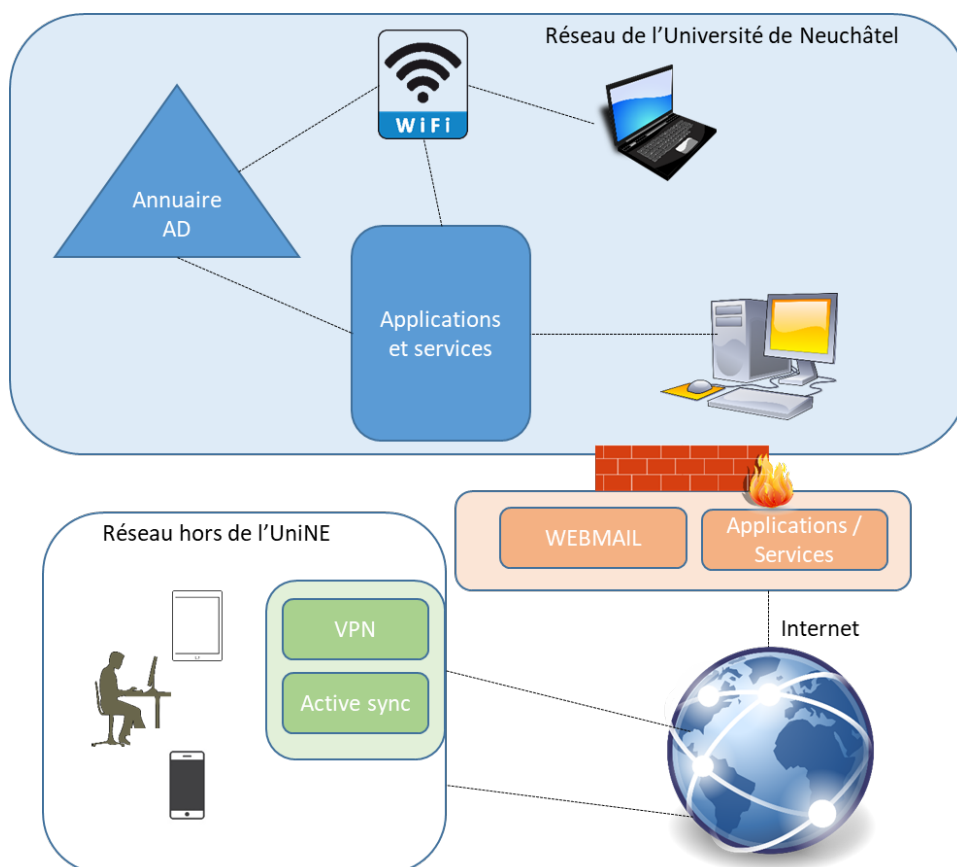 Réseau de l'Université de Neuchâtel
WiFi
Annuaire
AD
Applications
et services
WEBMAIL
Applications /
Services
Réseau hors de l'UniNE
VPN
Active sync
Internet